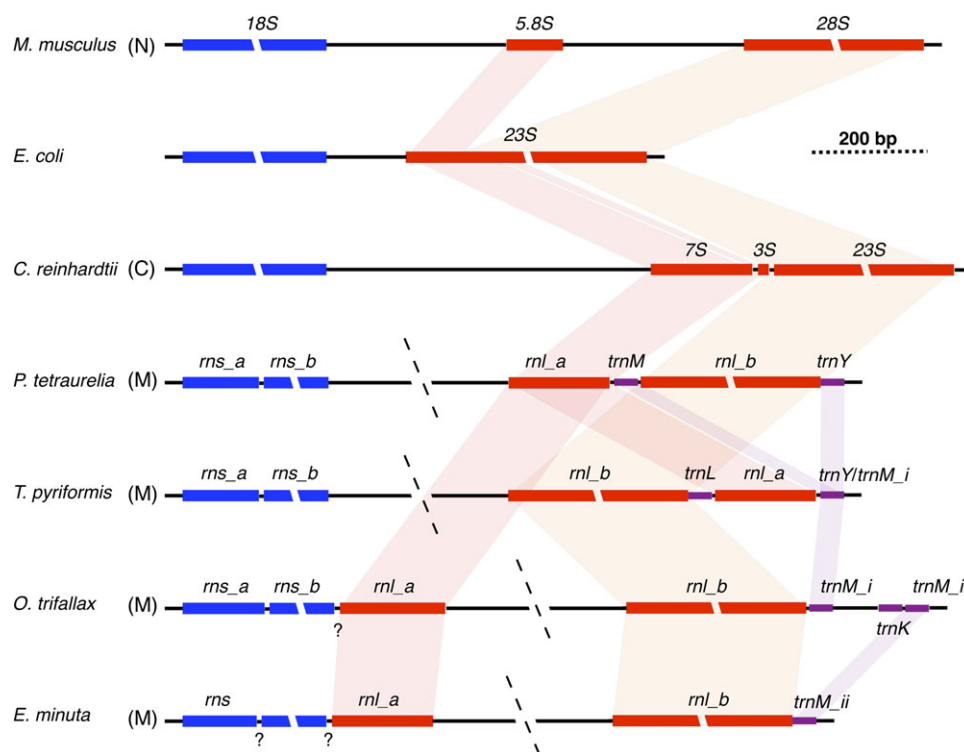 18S 5.8S 28S
M. musculus (N)
23S
E. coli
200 bp
7S 3S 23S
C. reinhardtii (C)
rns_a rns_b rnl_a trnM rnl_b trnY
P. tetraurelia (M)
rns_a rns_b rnl_b trnL rnl_a trnY/trnM_i
T. pyriformis (M)
rns_a rns_b rnl_a rnl_b trnM_i trnM_i
O. trifallax (M)
? trnK
rns rnl_a rnl_b trnM_ii
E. minuta (M)
? ?